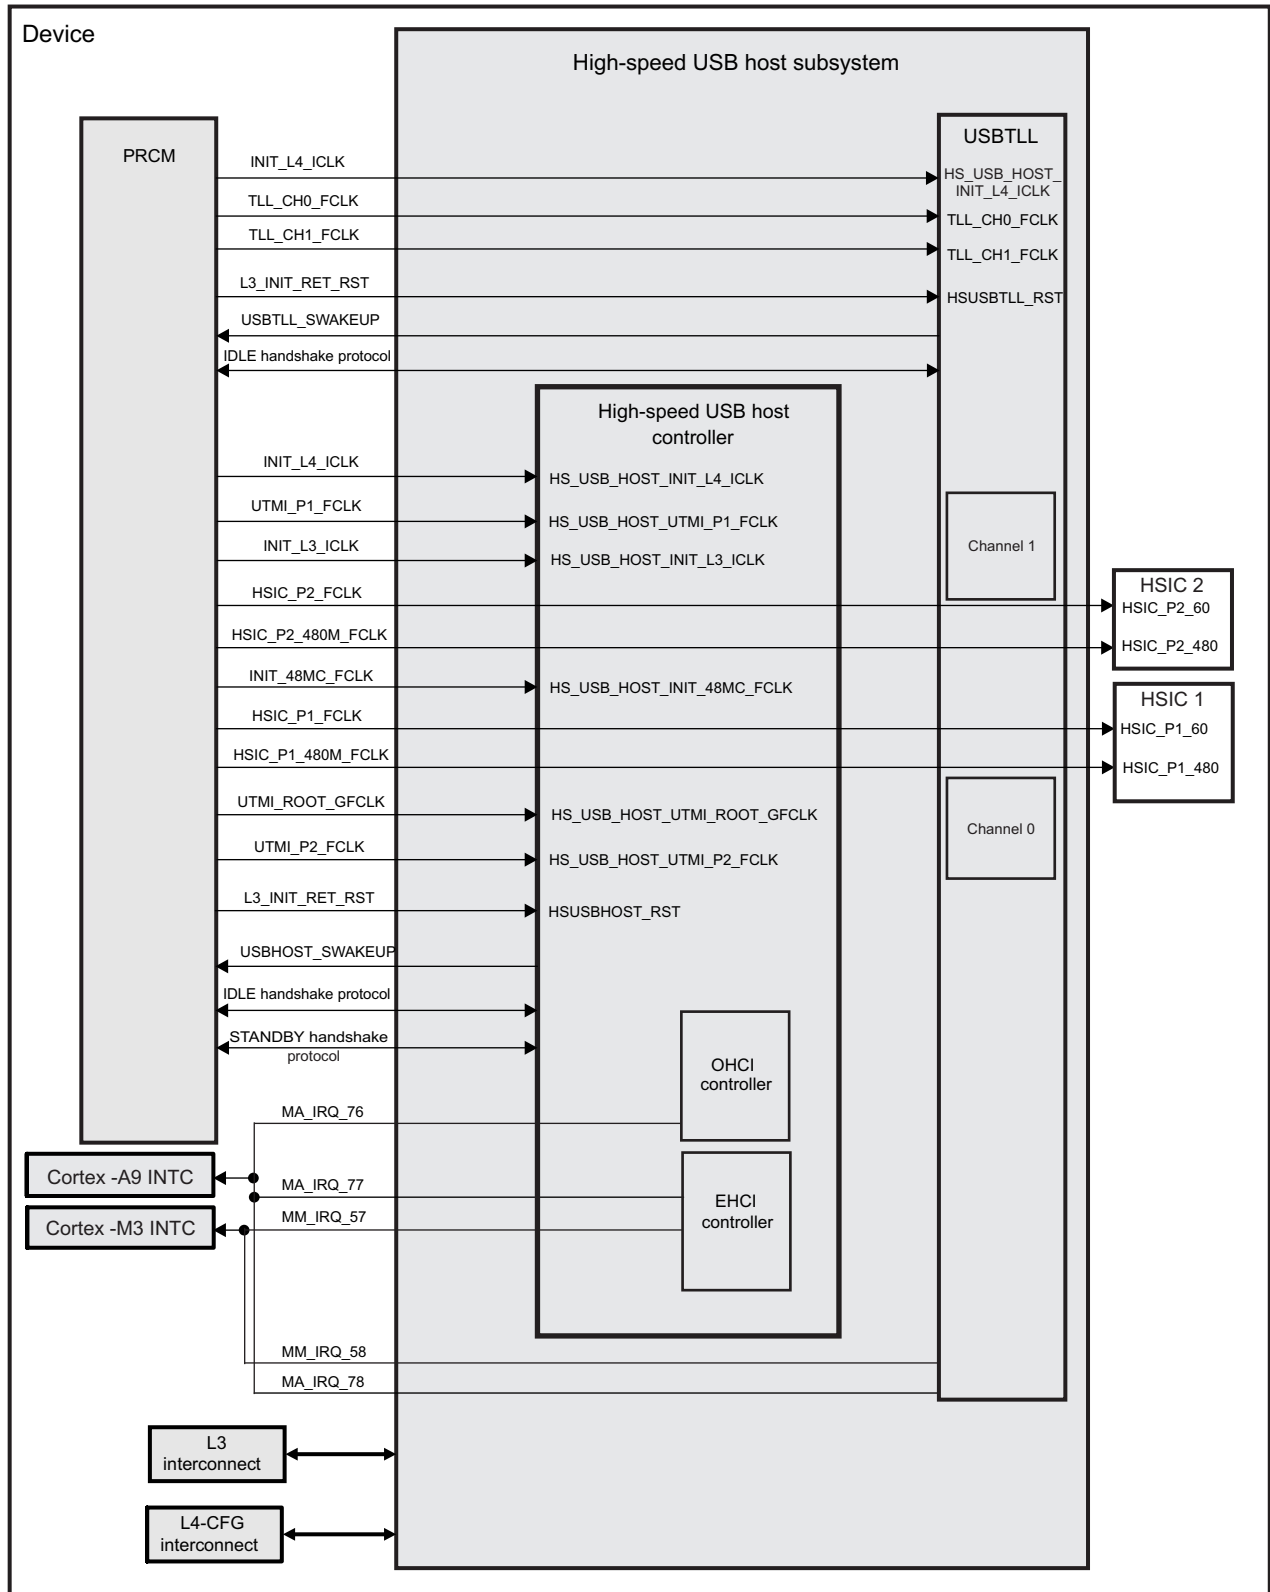 Device
High-speed USB host subsystem
PRCM
USBTLL
INIT_L4_ICLK
HS_USB_HOST_
INIT_L4_ICLK
TLL_CH0_FCLK
TLL_CH0_FCLK
TLL_CH1_FCLK
TLL_CH1_FCLK
L3_INIT_RET_RST
HSUSBTLL_RST
USBTLL_SWAKEUP
IDLE handshake protocol
High-speed USB host
controller
INIT_L4_ICLK
HS_USB_HOST_INIT_L4_ICLK
UTMI_P1_FCLK
HS_USB_HOST_UTMI_P1_FCLK
INIT_L3_ICLK
HS_USB_HOST_INIT_L3_ICLK
Channel 1
HSIC 2
HSIC_P2_FCLK
HSIC_P2_60
HSIC_P2_480M_FCLK
HSIC_P2_480
INIT_48MC_FCLK
HS_USB_HOST_INIT_48MC_FCLK
HSIC 1
HSIC_P1_FCLK
HSIC_P1_60
HSIC_P1_480M_FCLK
HSIC_P1_480
UTMI_ROOT_GFCLK
HS_USB_HOST_UTMI_ROOT_GFCLK
Channel 0
UTMI_P2_FCLK
HS_USB_HOST_UTMI_P2_FCLK
L3_INIT_RET_RST
HSUSBHOST_RST
USBHOST_SWAKEUP
IDLE handshake protocol
STANDBY handshake
protocol
OHCI
controller
MA_IRQ_76
Cortex -A9 INTC
MA_IRQ_77
EHCI
controller
MM_IRQ_57
Cortex -M3 INTC
MM_IRQ_58
MA_IRQ_78
L3
interconnect
L4-CFG
interconnect